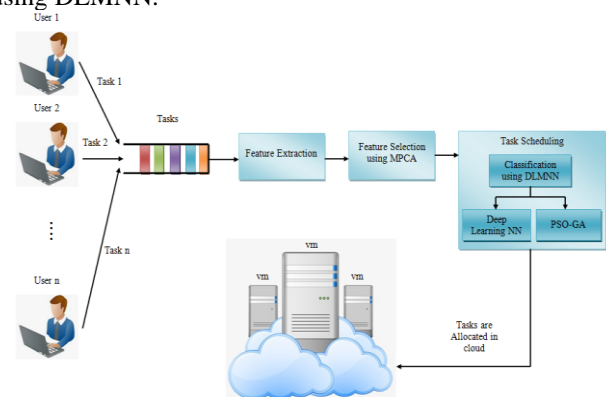 using DLMNN.
User 1
Task 1
User 2
Tasks
Task 2
Feature Extraction
Feature Selection
using MPCA
Task Scheduling
Classification
using DLMNN
Deep
Learning NN
PSO-GA
Task n
User n
vm
vm
vm
Tasks are
Allocated in
cloud